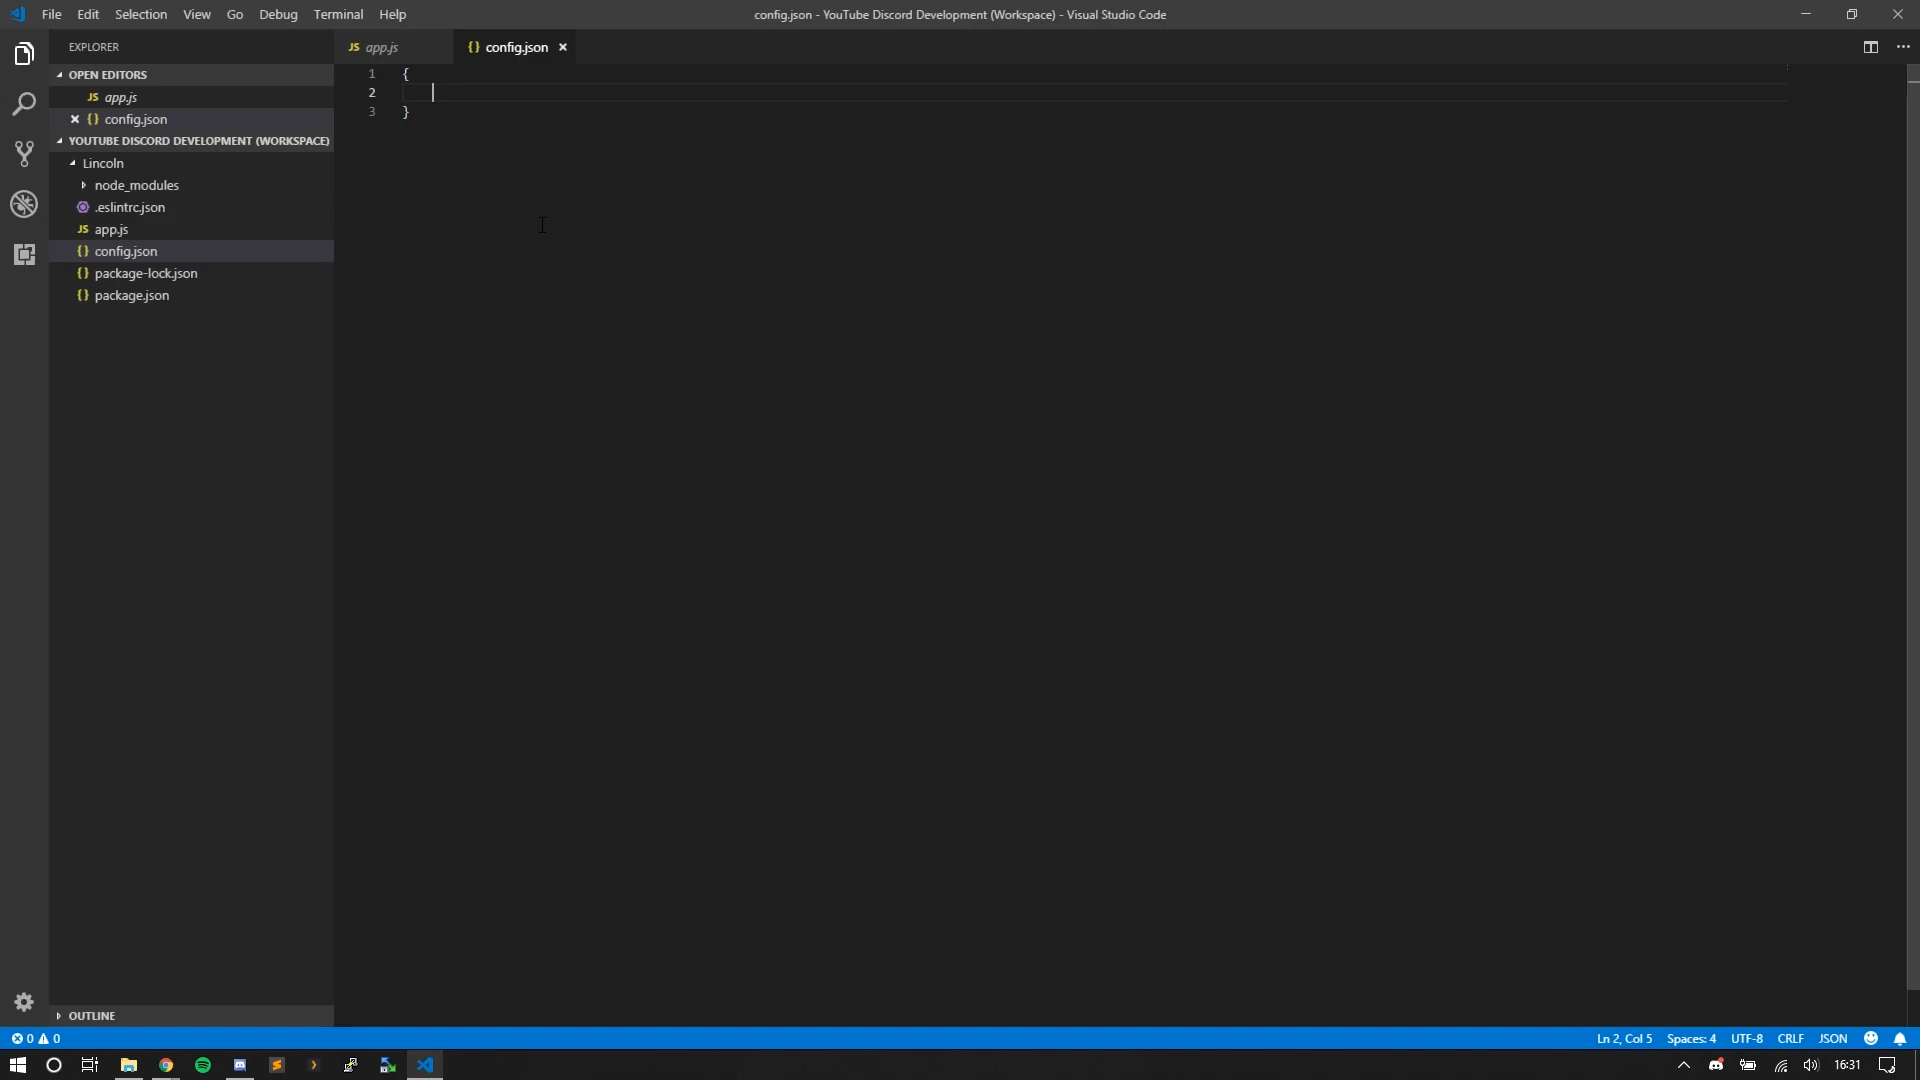 File Edit Selection View Go Debug Terminal Help
config.json - YouTube Discord Development (Workspace) - Visual Studio Code
EXPLORER
JS app.js
{} config.json
OPEN EDITORS
JS app.js
{} config.json
YOUTUBE DISCORD DEVELOPMENT (WORKSPACE)
Lincoln
node_modules
.eslintrc.json
JS app.js
{} config.json
{} package-lock.json
{} package.json
1 {
2
3 }
OUTLINE
0 0
Ln 2, Col 5 Spaces: 4 UTF-8 CRLF JSON
16:31